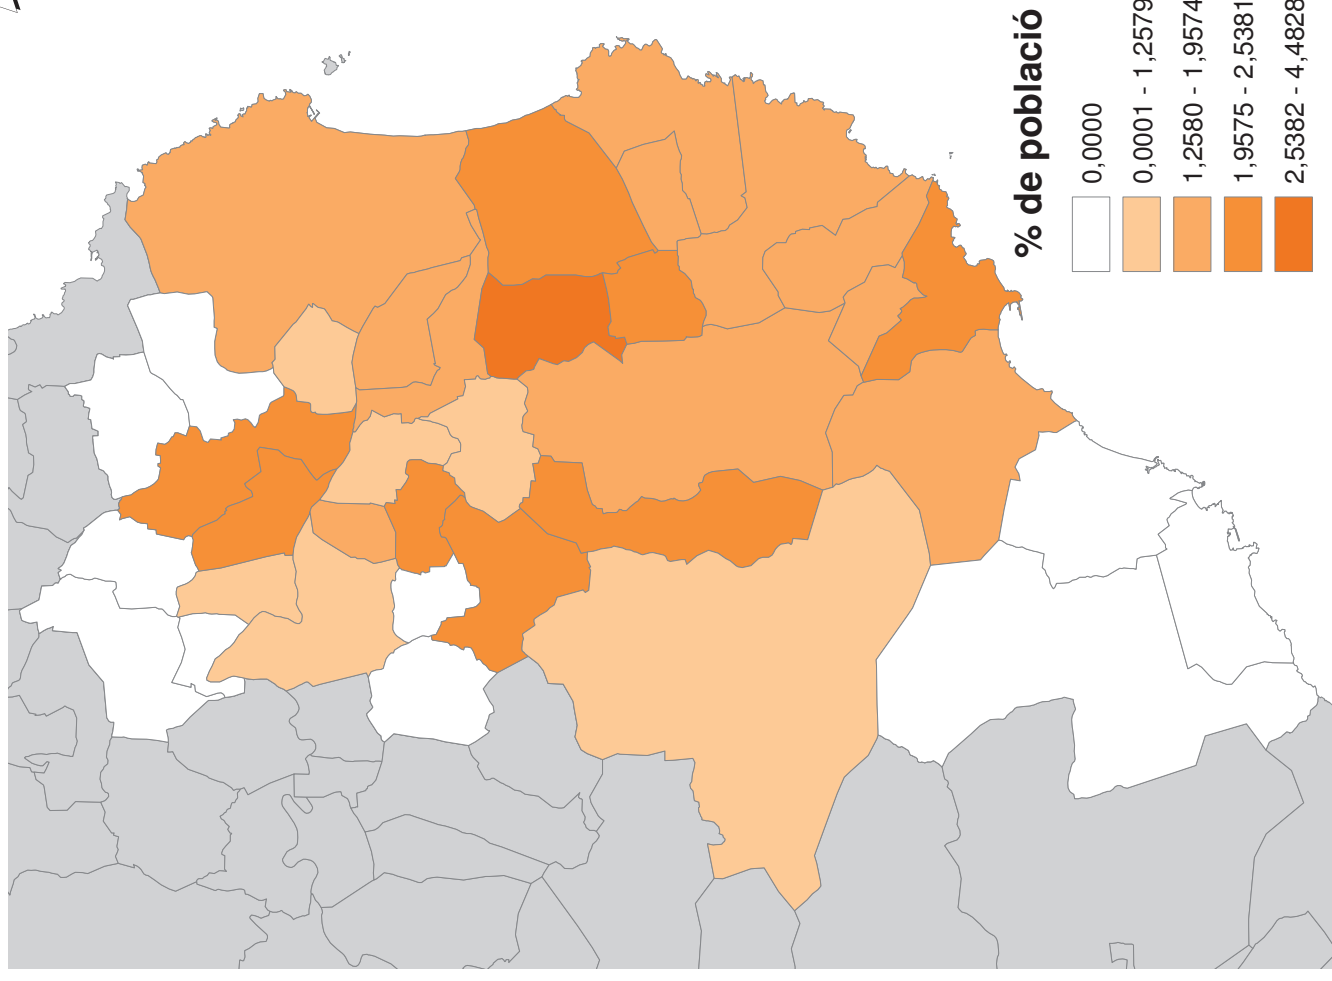 % de població
0,0000
0,0001 - 1,2579
1,2580 - 1,9574
1,9575 - 2,5381
2,5382 - 4,4828